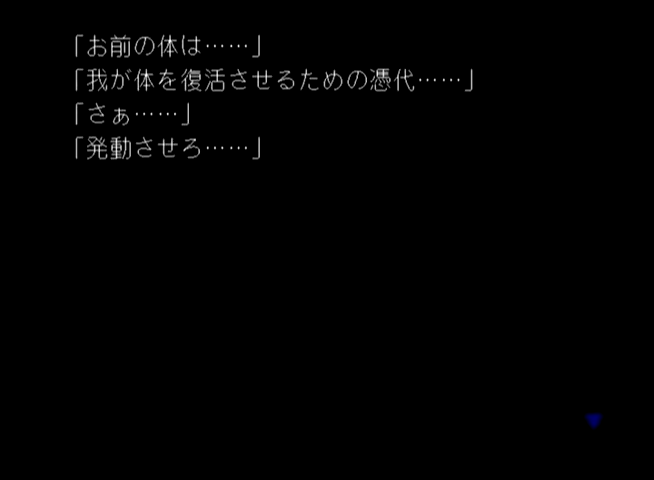 「お前の体は……」
「我が体を復活させるための憑代……」
「さぁ……」
「発動させろ……」